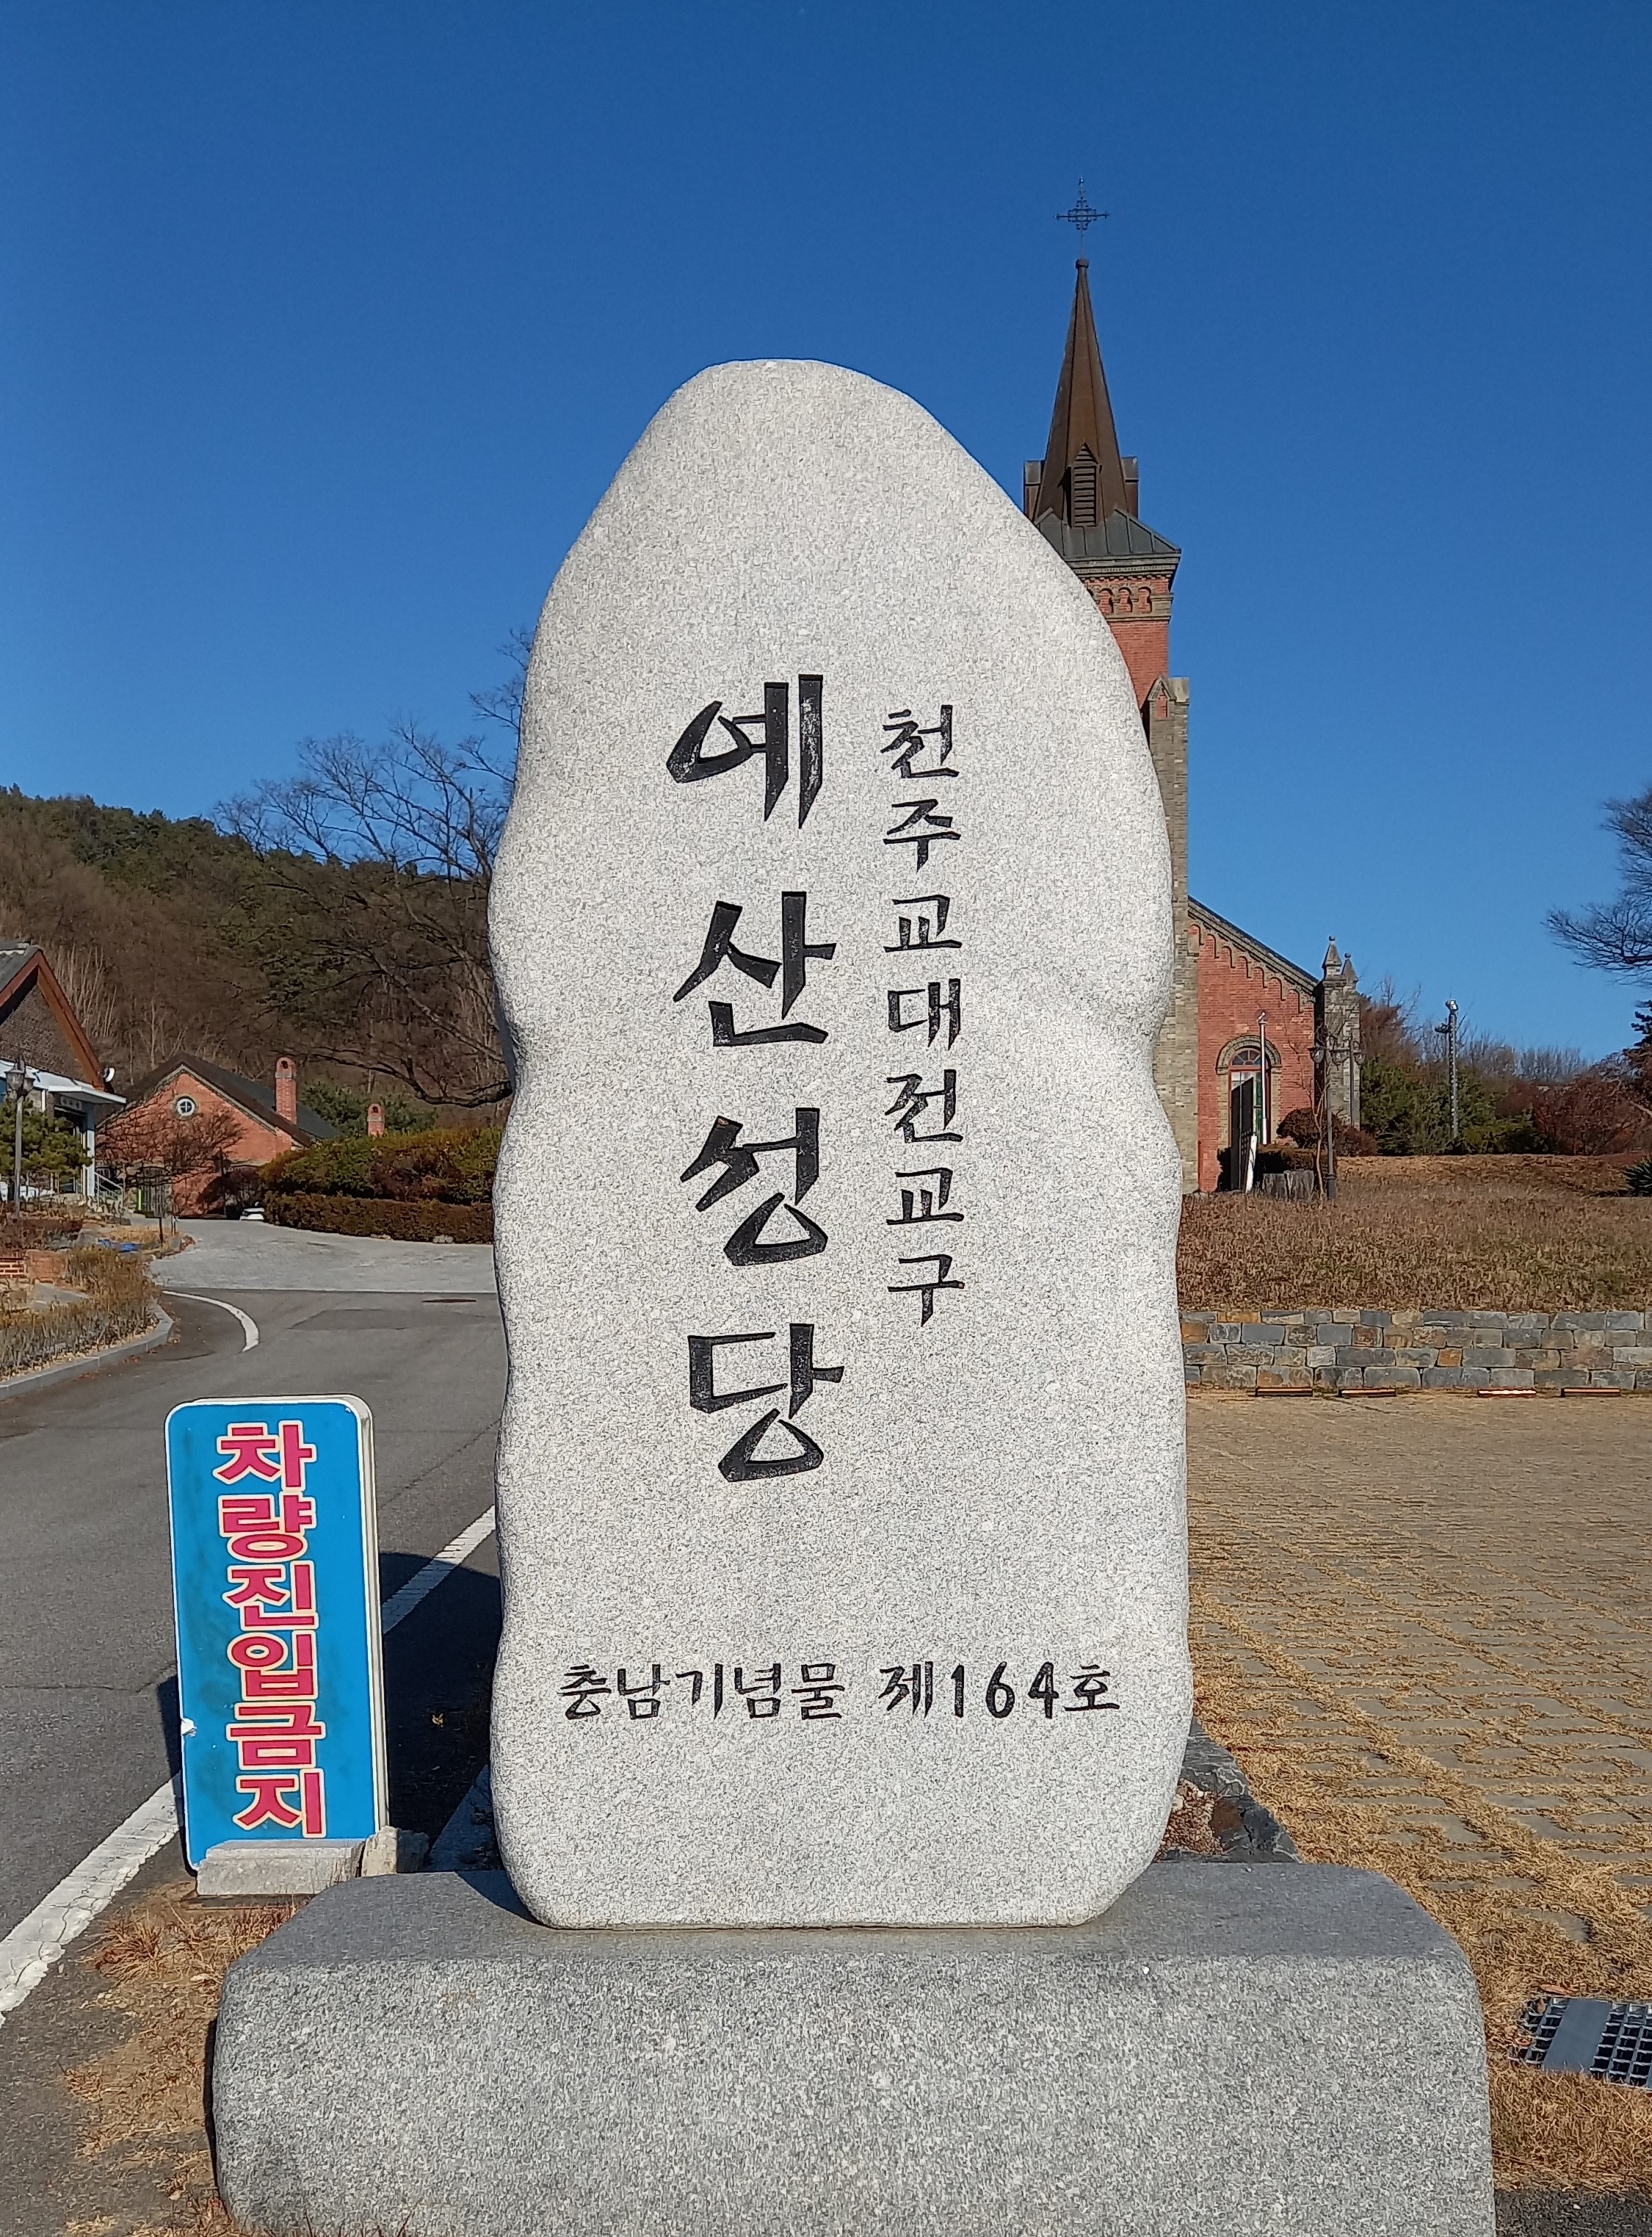 천주교대전교구
예산성당
충남기념물 제164호
차량진입금지